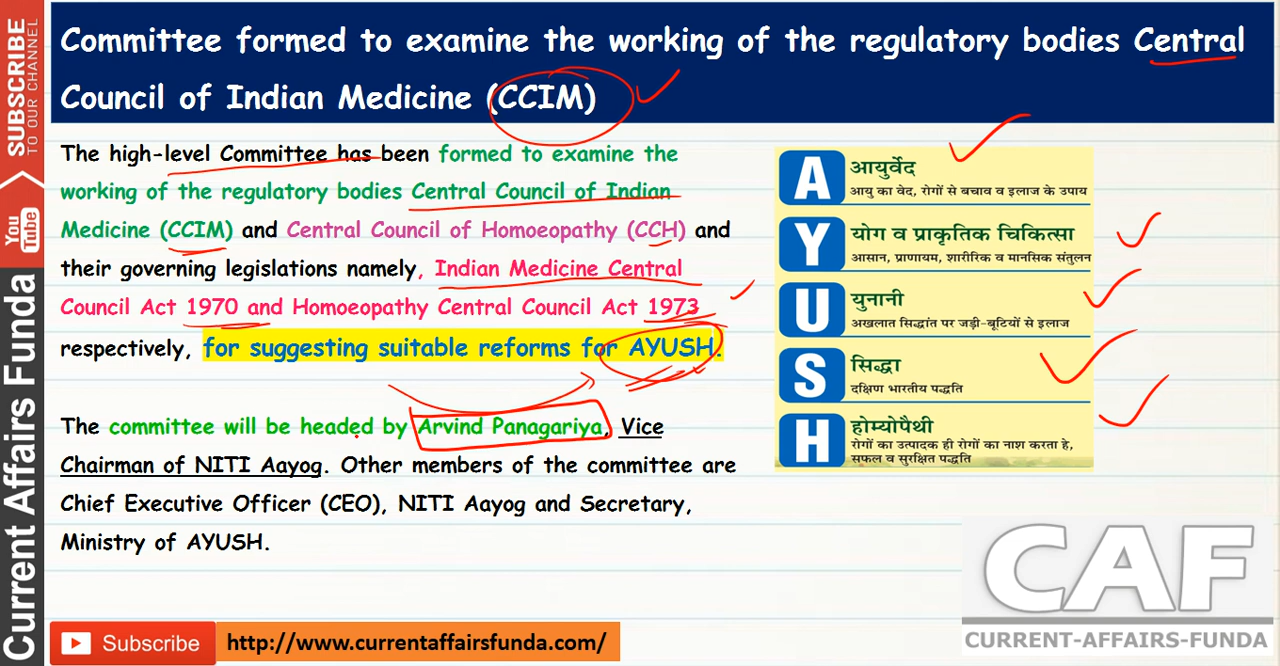 Committee formed to examine the working of the regulatory bodies Central
Council of Indian Medicine (CCIM)
The high-level Committee has been formed to examine the
working of the regulatory bodies Central Council of Indian
Medicine (CCIM) and Central Council of Homoeopathy (CCH) and
their governing legislations namely, Indian Medicine Central
Council Act 1970 and Homoeopathy Central Council Act 1973
respectively, for suggesting suitable reforms for AYUSH.
The committee will be headed by Arvind Panagariya, Vice
Chairman of NITI Aayog. Other members of the committee are
Chief Executive Officer (CEO), NITI Aayog and Secretary,
Ministry of AYUSH.
A
आयुर्वेद
आयु का वेद, रोगों से बचाव व इलाज के उपाय
Y
योग व प्राकृतिक चिकित्सा
आसान, प्राणायम, शारीरिक व मानसिक संतुलन
U
युनानी
अखलात सिद्धांत पर जड़ी-बूटियों से इलाज
S
सिद्धा
दक्षिण भारतीय पद्धति
H
होम्योपैथी
रोगों का उत्पादक ही रोगों का नाश करता है,
सफल व सुरक्षित पद्धति
SUBSCRIBE
TO OUR CHANNEL
You Tube
Current Affairs Funda
Subscribe
http://www.currentaffairsfunda.com/
CAF
CURRENT-AFFAIRS-FUNDA